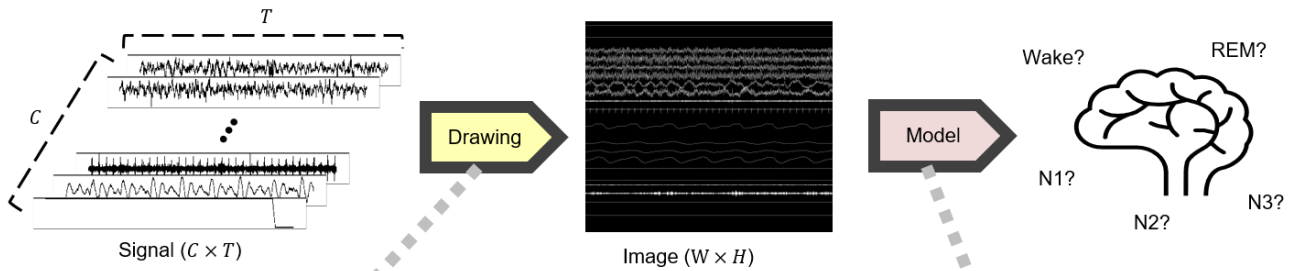 T
C
Signal (C × T)
Drawing
Image (W × H)
Model
Wake?
REM?
N1?
N2?
N3?